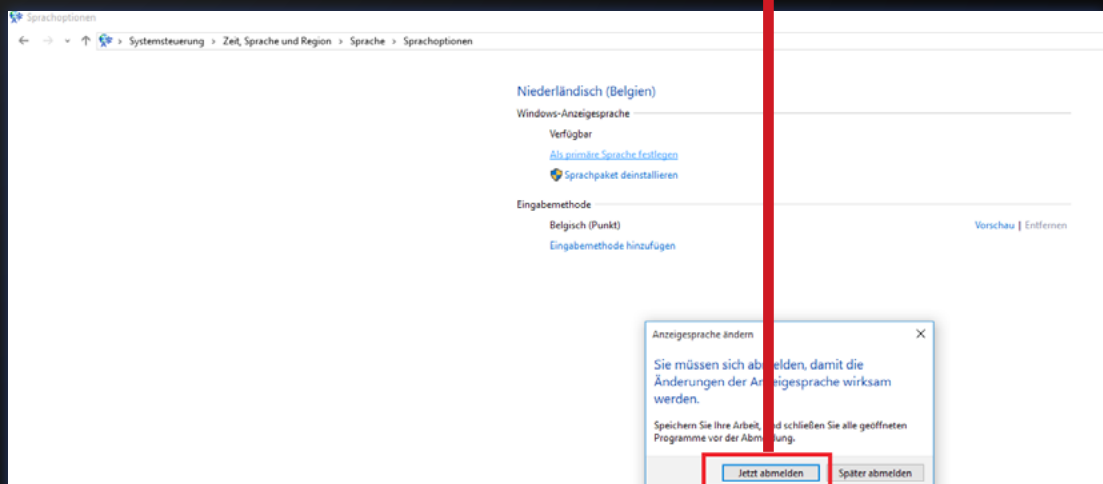 Sprachoptionen
Systemsteuerung > Zeit, Sprache und Region > Sprache > Sprachoptionen
Niederländisch (Belgien)
Windows-Anzeigesprache
Verfügbar
Als primäre Sprache festlegen
Sprachpaket deinstallieren
Eingabemethode
Belgisch (Punkt) Vorschau | Entfernen
Eingabemethode hinzufügen
Anzeigesprache ändern
Sie müssen sich abmelden, damit die
Änderungen der Anzeigesprache wirksam
werden.
Speichern Sie Ihre Arbeit, und schließen Sie alle geöffneten
Programme vor der Abmeldung.
Jetzt abmelden Später abmelden